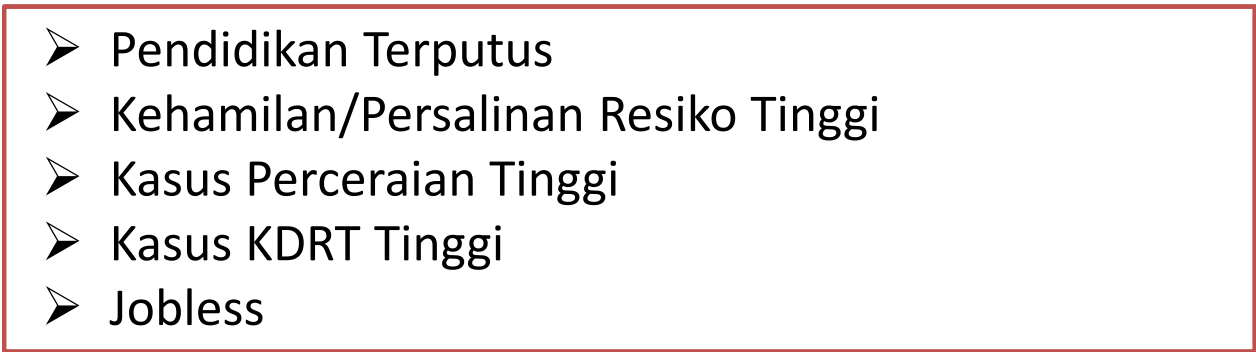 ➢ Pendidikan Terputus
➢ Kehamilan/Persalinan Resiko Tinggi
➢ Kasus Perceraian Tinggi
➢ Kasus KDRT Tinggi
➢ Jobless